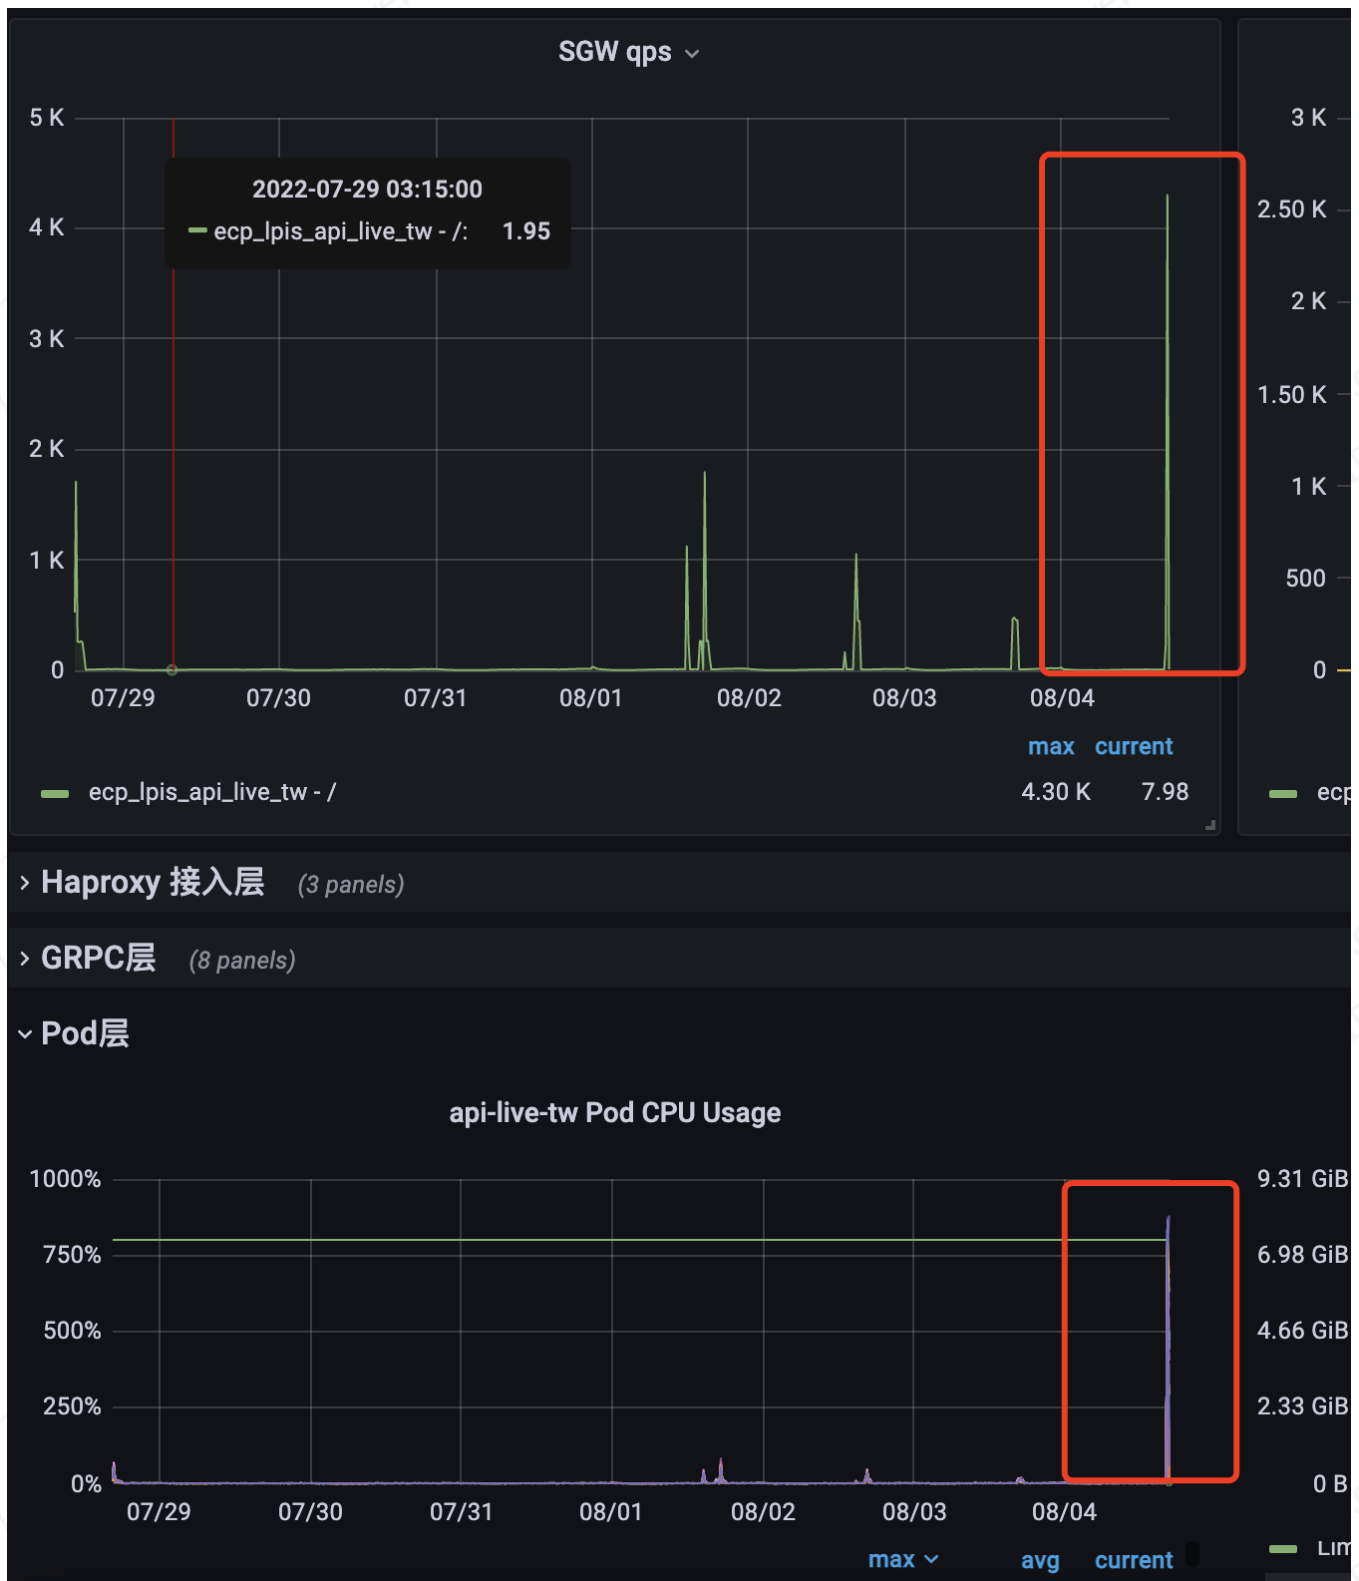 SGW qps
5 K
4 K
3 K
2 K
1 K
0
2022-07-29 03:15:00
ecp_lpis_api_live_tw - /: 1.95
07/29 07/30 07/31 08/01 08/02 08/03 08/04
max current
ecp_lpis_api_live_tw - / 4.30 K 7.98
3 K
2.50 K
2 K
1.50 K
1 K
500
0
ecp
Haproxy 接入层 (3 panels)
GRPC层 (8 panels)
Pod层
api-live-tw Pod CPU Usage
1000%
750%
500%
250%
0%
07/29 07/30 07/31 08/01 08/02 08/03 08/04
max avg current
9.31 GiB
6.98 GiB
4.66 GiB
2.33 GiB
0 B
Lim